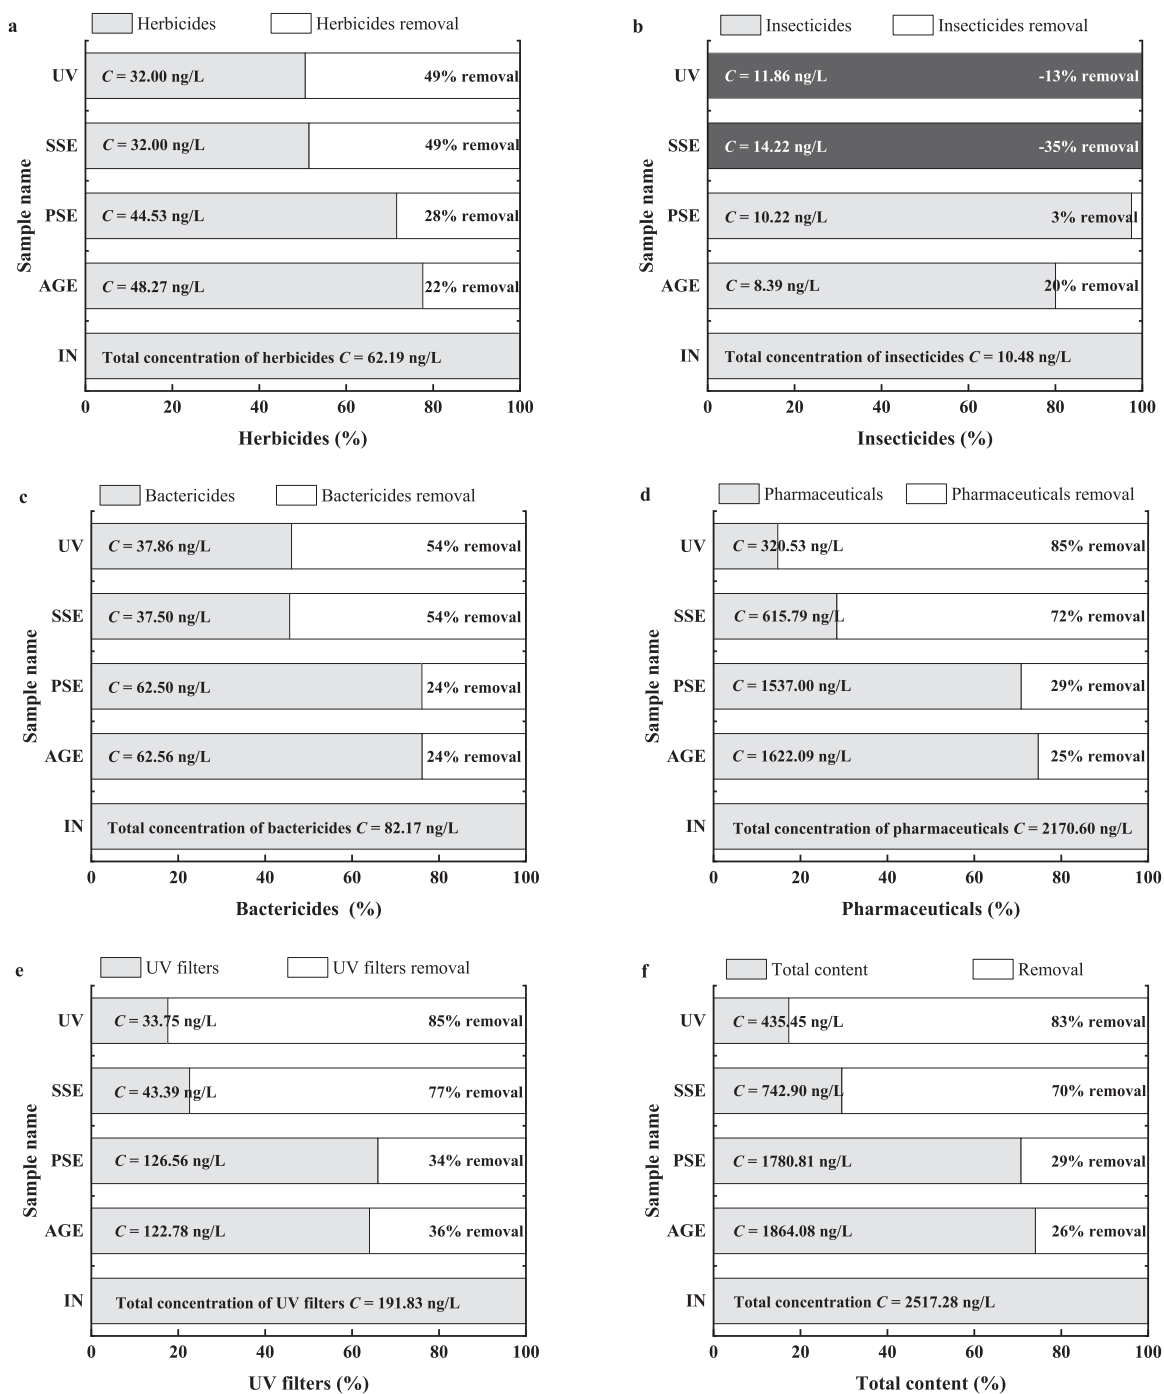 a
Herbicides
Herbicides removal
Sample name
UV
C = 32.00 ng/L
49% removal
SSE
C = 32.00 ng/L
49% removal
PSE
C = 44.53 ng/L
28% removal
AGE
C = 48.27 ng/L
22% removal
IN
Total concentration of herbicides C = 62.19 ng/L
0 20 40 60 80 100
Herbicides (%)
b
Insecticides
Insecticides removal
Sample name
UV
C = 11.86 ng/L
-13% removal
SSE
C = 14.22 ng/L
-35% removal
PSE
C = 10.22 ng/L
3% removal
AGE
C = 8.39 ng/L
20% removal
IN
Total concentration of insecticides C = 10.48 ng/L
0 20 40 60 80 100
Insecticides (%)
c
Bactericides
Bactericides removal
Sample name
UV
C = 37.86 ng/L
54% removal
SSE
C = 37.50 ng/L
54% removal
PSE
C = 62.50 ng/L
24% removal
AGE
C = 62.56 ng/L
24% removal
IN
Total concentration of bactericides C = 82.17 ng/L
0 20 40 60 80 100
Bactericides (%)
d
Pharmaceuticals
Pharmaceuticals removal
Sample name
UV
C = 320.53 ng/L
85% removal
SSE
C = 615.79 ng/L
72% removal
PSE
C = 1537.00 ng/L
29% removal
AGE
C = 1622.09 ng/L
25% removal
IN
Total concentration of pharmaceuticals C = 2170.60 ng/L
0 20 40 60 80 100
Pharmaceuticals (%)
e
UV filters
UV filters removal
Sample name
UV
C = 33.75 ng/L
85% removal
SSE
C = 43.39 ng/L
77% removal
PSE
C = 126.56 ng/L
34% removal
AGE
C = 122.78 ng/L
36% removal
IN
Total concentration of UV filters C = 191.83 ng/L
0 20 40 60 80 100
UV filters (%)
f
Total content
Removal
Sample name
UV
C = 435.45 ng/L
83% removal
SSE
C = 742.90 ng/L
70% removal
PSE
C = 1780.81 ng/L
29% removal
AGE
C = 1864.08 ng/L
26% removal
IN
Total concentration C = 2517.28 ng/L
0 20 40 60 80 100
Total content (%)